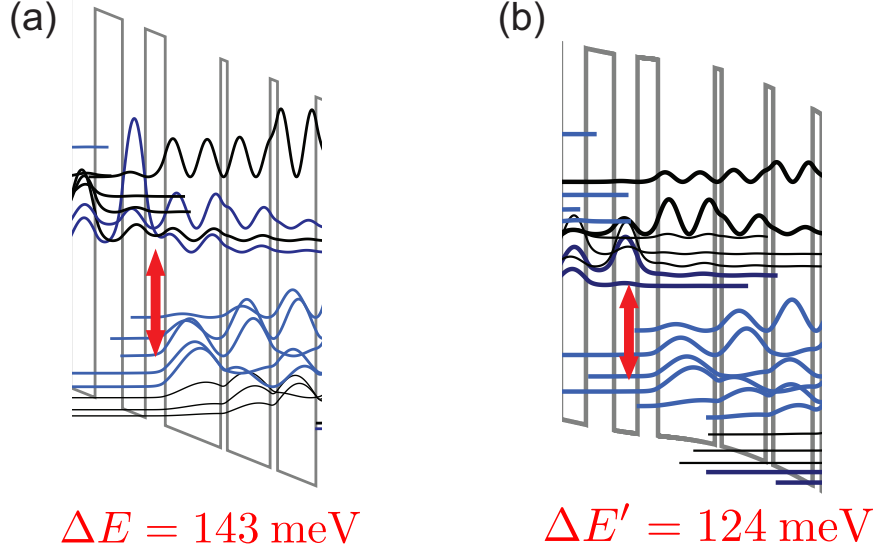 (a)
(b)
ΔE = 143 meV
ΔE′ = 124 meV